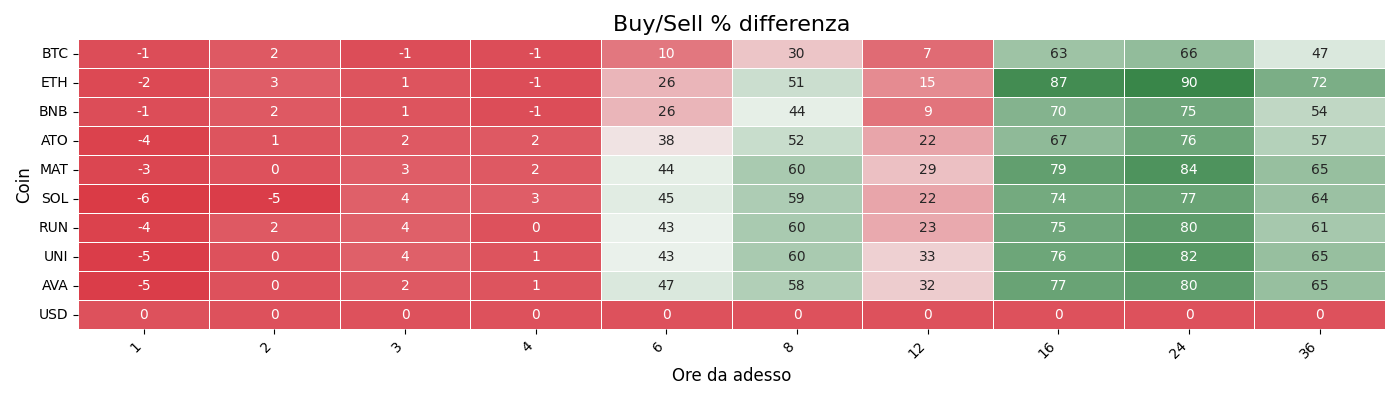 Buy/Sell % differenza
Coin
BTC -1 2 -1 -1 10 30 7 63 66 47
ETH -2 3 1 -1 26 51 15 87 90 72
BNB -1 2 1 -1 26 44 9 70 75 54
ATO -4 1 2 2 38 52 22 67 76 57
MAT -3 0 3 2 44 60 29 79 84 65
SOL -6 -5 4 3 45 59 22 74 77 64
RUN -4 2 4 0 43 60 23 75 80 61
UNI -5 0 4 1 43 60 33 76 82 65
AVA -5 0 2 1 47 58 32 77 80 65
USD 0 0 0 0 0 0 0 0 0 0
1 2 3 4 6 8 12 16 24 36
Ore da adesso